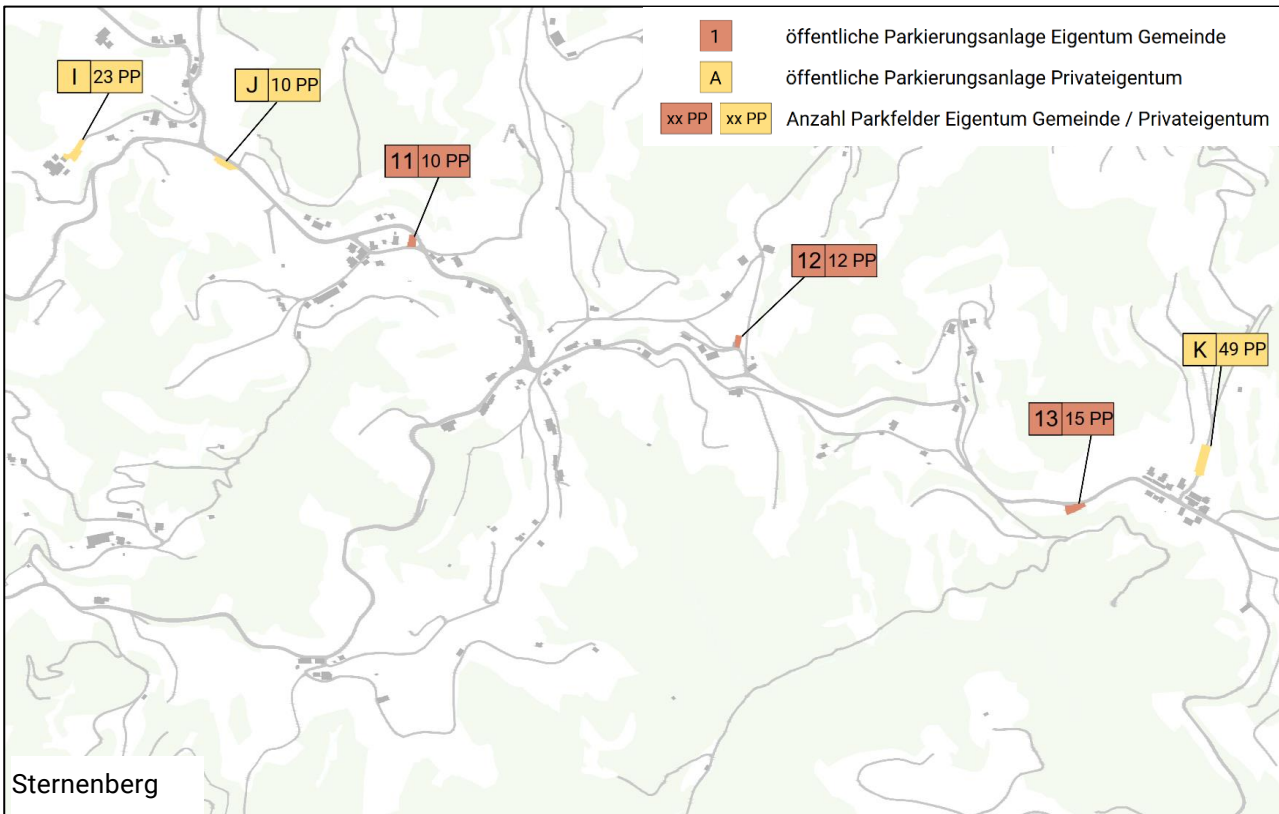 1 öffentliche Parkierungsanlage Eigentum Gemeinde
A öffentliche Parkierungsanlage Privateigentum
xx PP xx PP Anzahl Parkfelder Eigentum Gemeinde / Privateigentum
I 23 PP
J 10 PP
11 10 PP
12 12 PP
K 49 PP
13 15 PP
Sternenberg